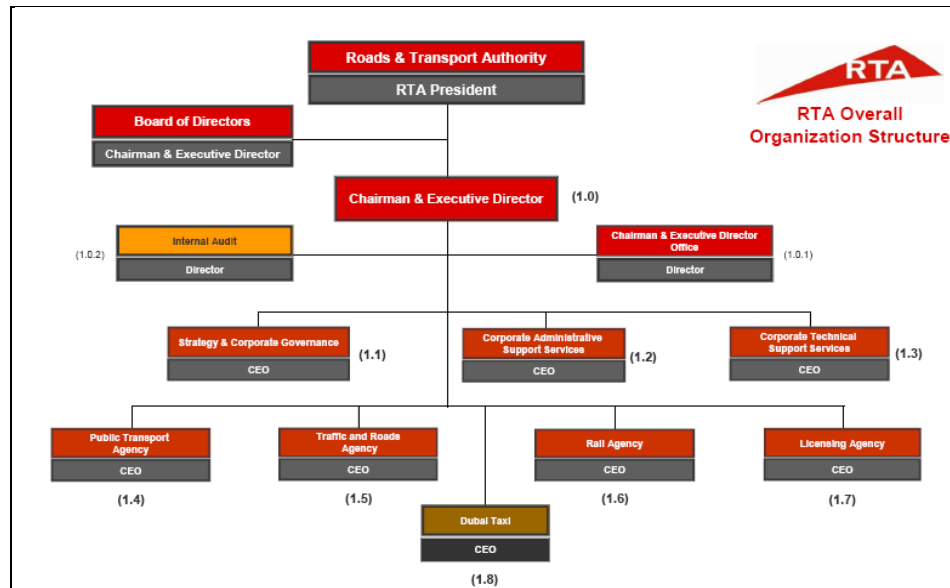 Roads & Transport Authority
RTA President
RTA
RTA Overall
Organization Structure
Board of Directors
Chairman & Executive Director
Chairman & Executive Director
(1.0)
Internal Audit
Director
(1.0.2)
Chairman & Executive Director
Office
Director
(1.0.1)
Strategy & Corporate Governance
CEO
(1.1)
Corporate Administrative
Support Services
CEO
(1.2)
Corporate Technical
Support Services
CEO
(1.3)
Public Transport
Agency
CEO
(1.4)
Traffic and Roads
Agency
CEO
(1.5)
Rail Agency
CEO
(1.6)
Licensing Agency
CEO
(1.7)
Dubai Taxi
CEO
(1.8)